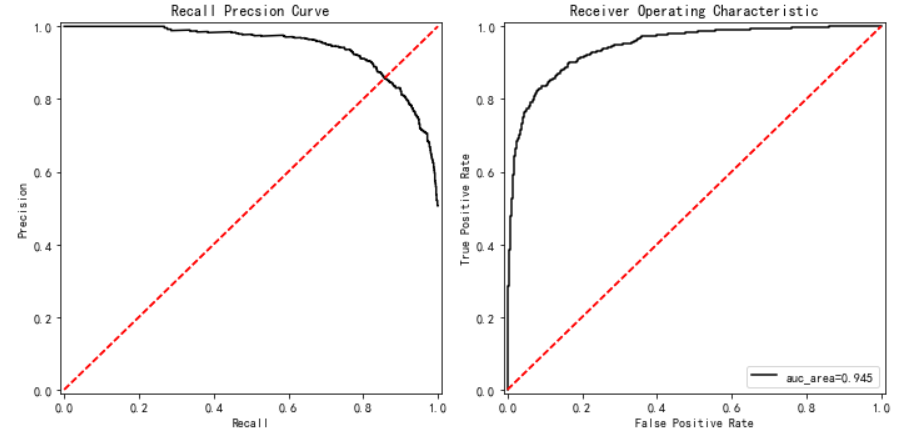 Recall Precsion Curve
1.0
0.8
0.6
0.4
0.2
0.0
Precision
0.0 0.2 0.4 0.6 0.8 1.0
Recall
Receiver Operating Characteristic
1.0
0.8
0.6
0.4
0.2
0.0
True Positive Rate
auc_area=0.945
0.0 0.2 0.4 0.6 0.8 1.0
False Positive Rate